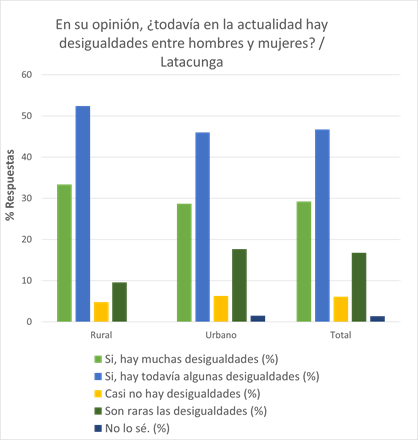 En su opinión, ¿todavía en la actualidad hay
desigualdades entre hombres y mujeres? /
Latacunga
% Respuestas
60
50
40
30
20
10
0
Rural Urbano Total
Si, hay muchas desigualdades (%)
Si, hay todavía algunas desigualdades (%)
Casi no hay desigualdades (%)
Son raras las desigualdades (%)
No lo sé. (%)